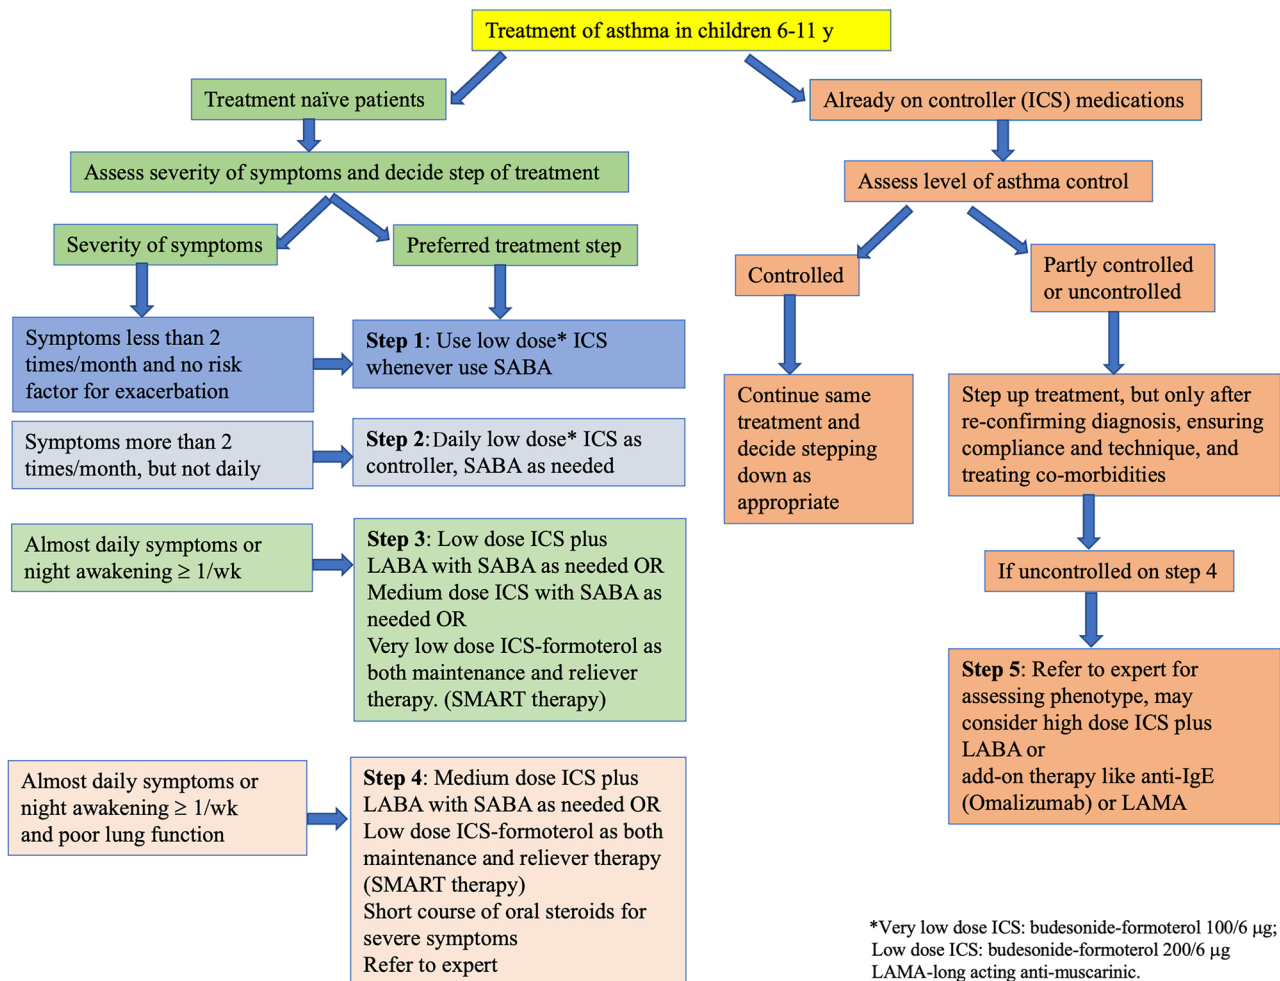 Treatment of asthma in children 6-11 y
Treatment naïve patients
Assess severity of symptoms and decide step of treatment
Severity of symptoms
Preferred treatment step
Symptoms less than 2
times/month and no risk
factor for exacerbation
Step 1: Use low dose* ICS
whenever use SABA
Symptoms more than 2
times/month, but not daily
Step 2:Daily low dose* ICS as
controller, SABA as needed
Almost daily symptoms or
night awakening ≥ 1/wk
Step 3: Low dose ICS plus
LABA with SABA as needed OR
Medium dose ICS with SABA as
needed OR
Very low dose ICS-formoterol as
both maintenance and reliever
therapy. (SMART therapy)
Almost daily symptoms or
night awakening ≥ 1/wk
and poor lung function
Step 4: Medium dose ICS plus
LABA with SABA as needed OR
Low dose ICS-formoterol as both
maintenance and reliever therapy
(SMART therapy)
Short course of oral steroids for
severe symptoms
Refer to expert
Already on controller (ICS) medications
Assess level of asthma control
Controlled
Continue same
treatment and
decide stepping
down as
appropriate
Partly controlled
or uncontrolled
Step up treatment, but only after
re-confirming diagnosis, ensuring
compliance and technique, and
treating co-morbidities
If uncontrolled on step 4
Step 5: Refer to expert for
assessing phenotype, may
consider high dose ICS plus
LABA or
add-on therapy like anti-IgE
(Omalizumab) or LAMA
*Very low dose ICS: budesonide-formoterol 100/6 µg;
Low dose ICS: budesonide-formoterol 200/6 µg
LAMA-long acting anti-muscarinic.